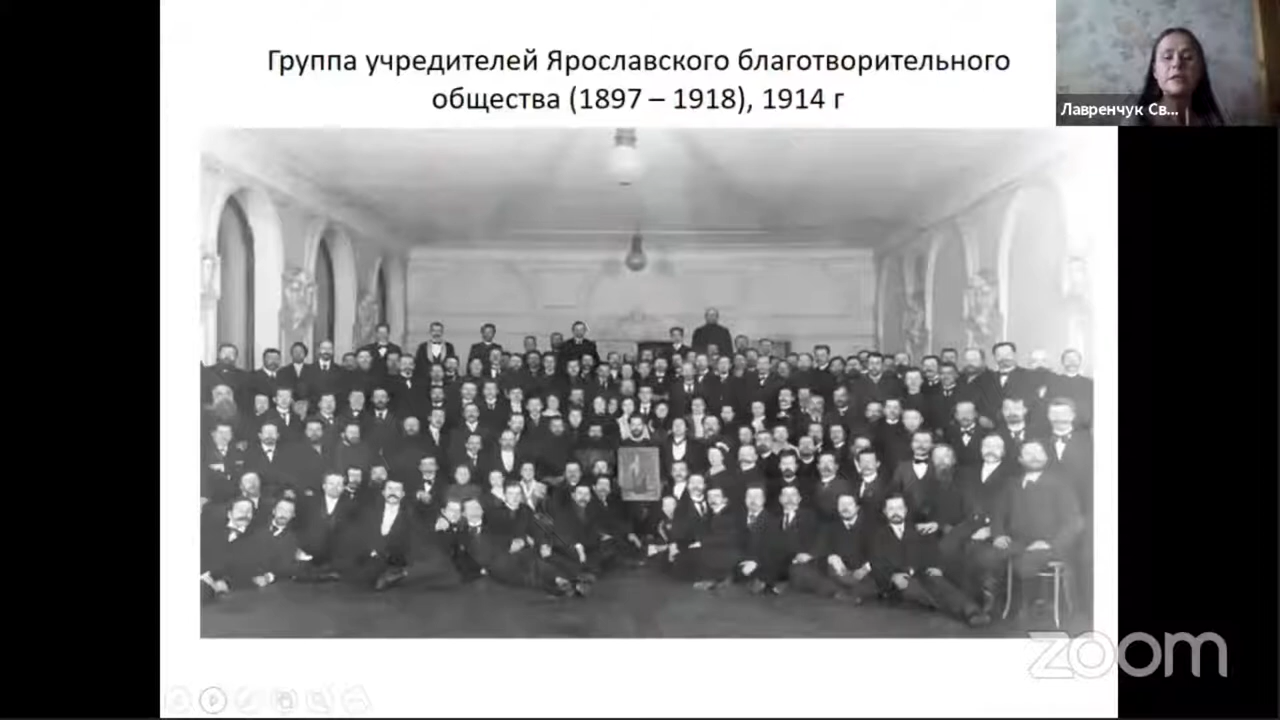 Группа учредителей Ярославского благотворительного
общества (1897 – 1918), 1914 г
Лавренчук Св...
zoom